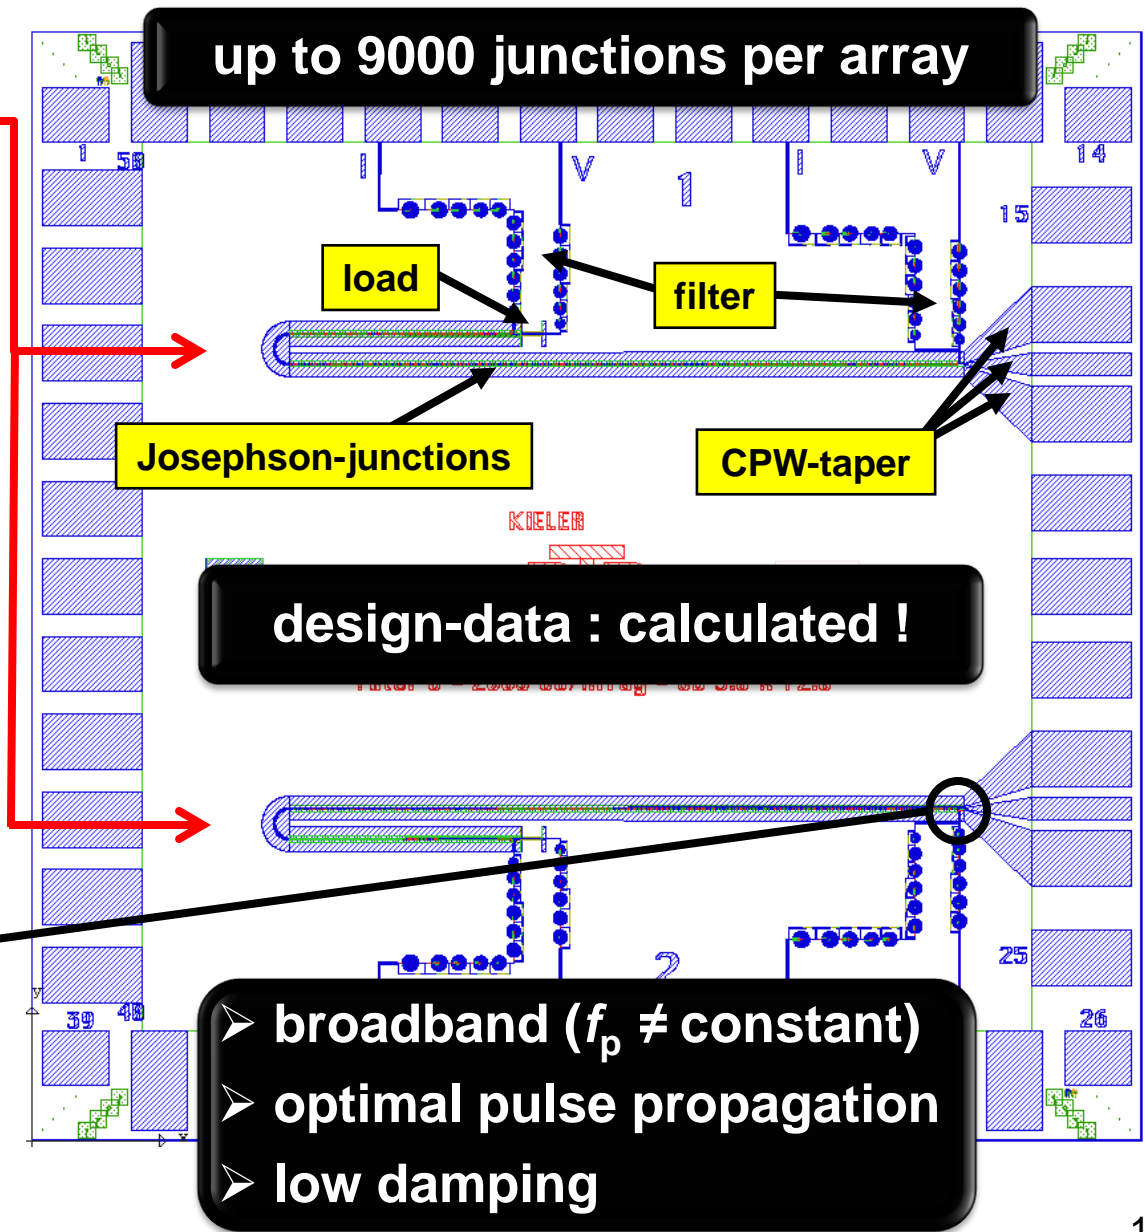 up to 9000 junctions per array
1
50
I
V
1
I
V
14
15
load
filter
Josephson-junctions
CPW-taper
KIELER
design-data : calculated !
2
25
y
39
40
26
x
➢ broadband (fp ≠ constant)
➢ optimal pulse propagation
➢ low damping